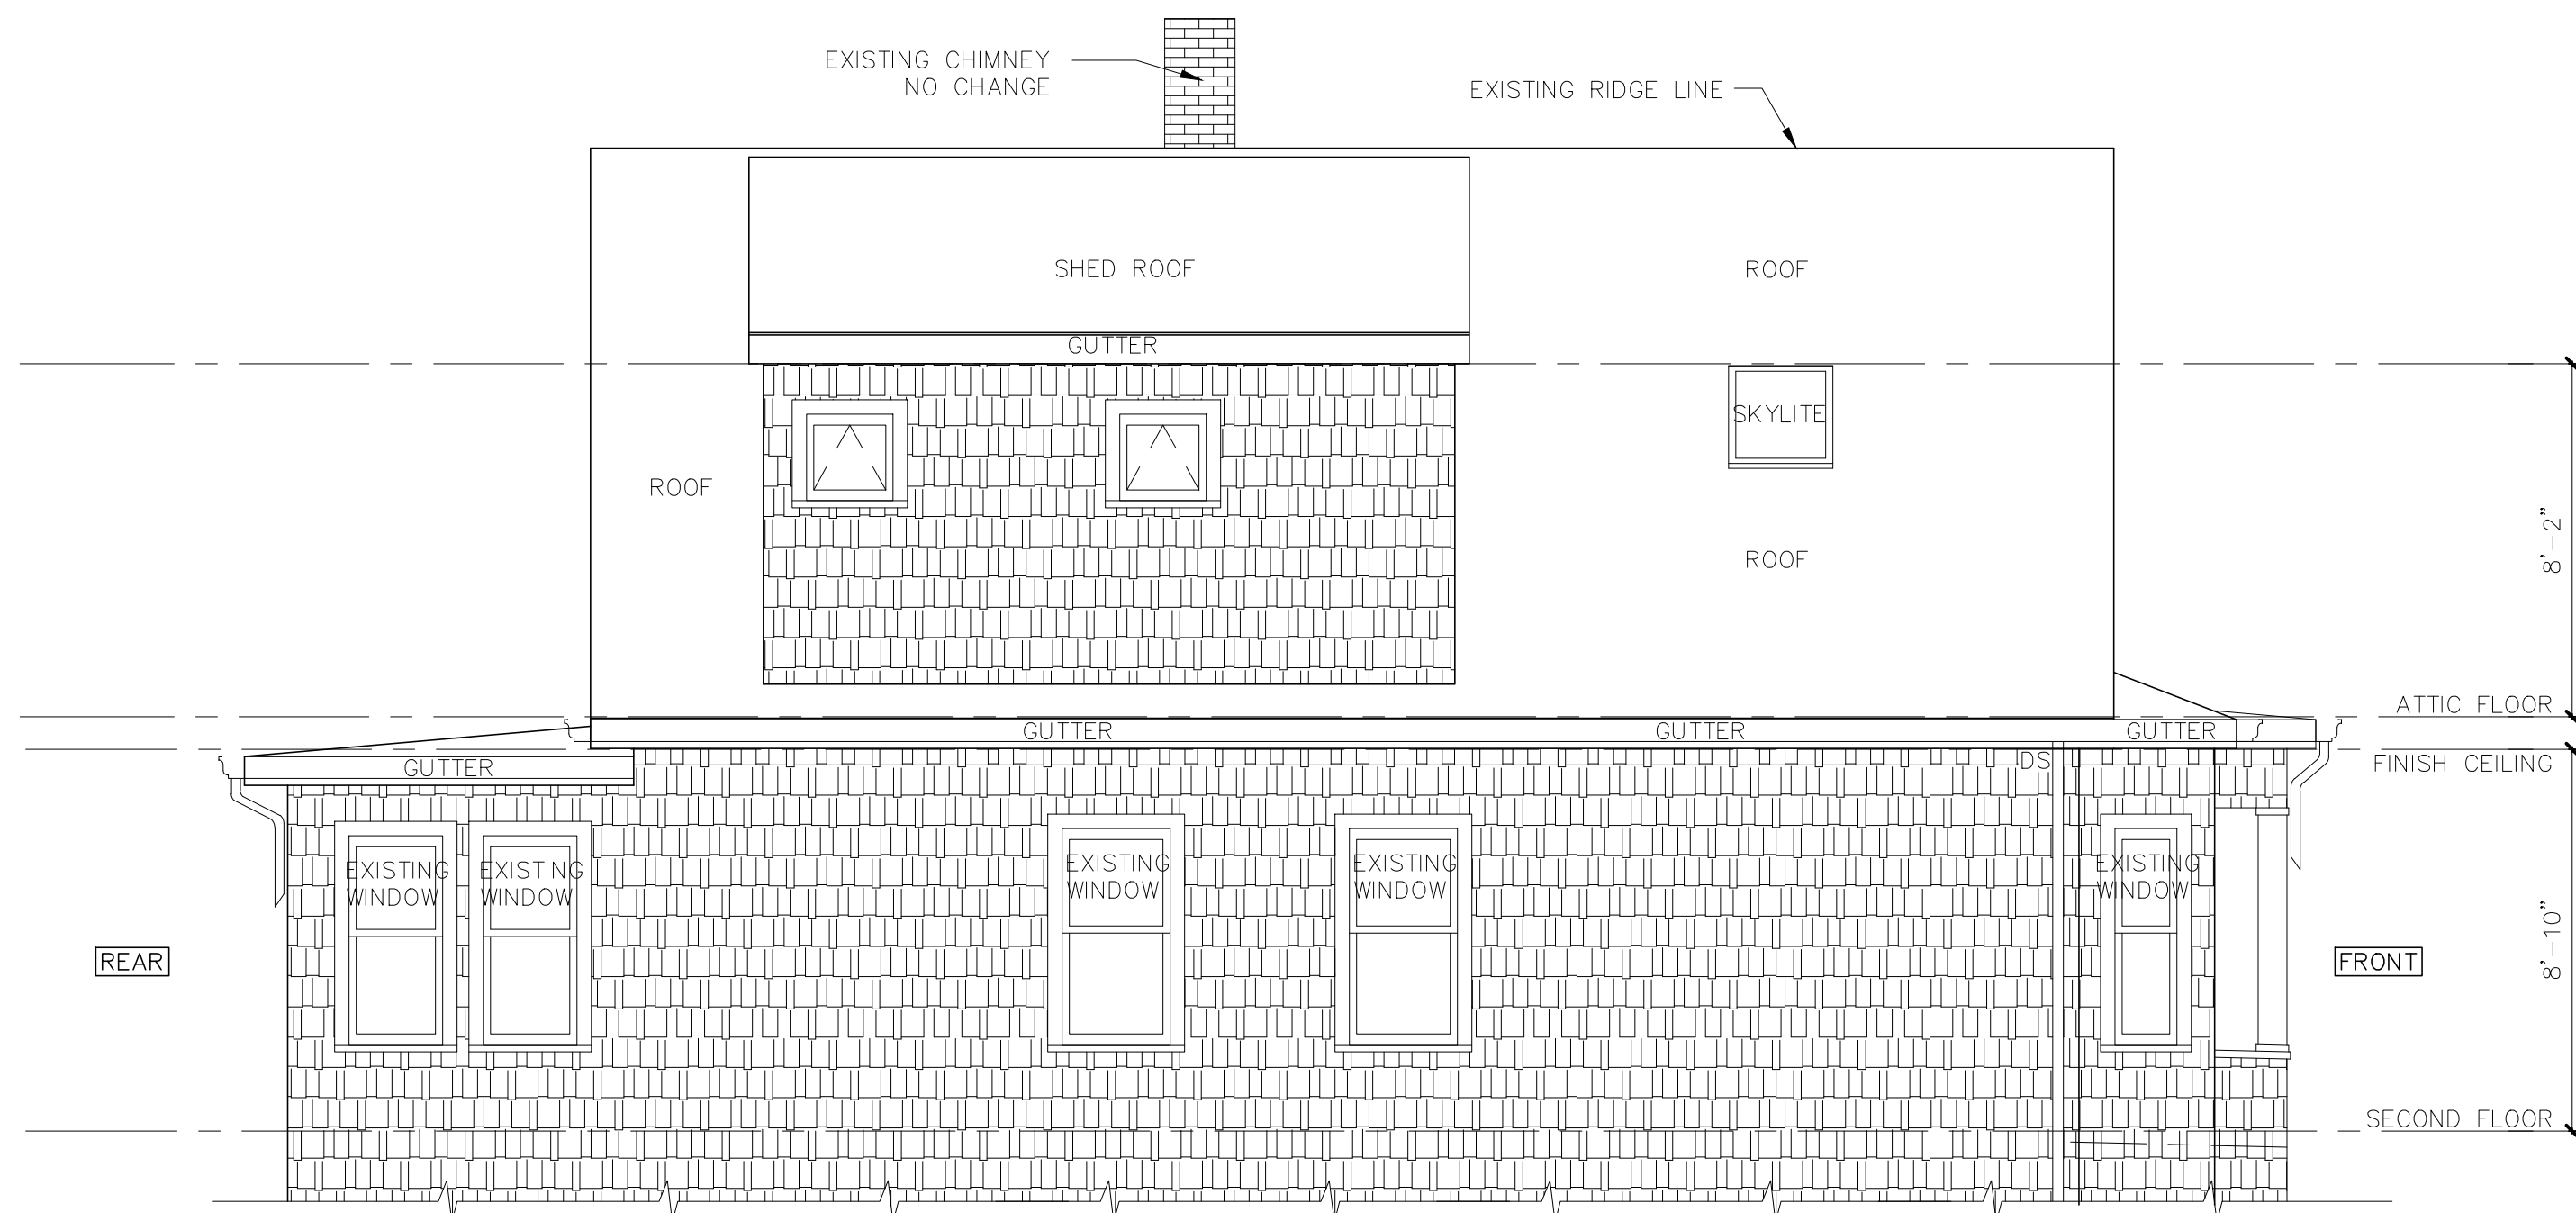 EXISTING CHIMNEY
NO CHANGE
EXISTING RIDGE LINE
SHED ROOF
ROOF
GUTTER
SKYLITE
ROOF
ROOF
8'-2"
ATTIC FLOOR
GUTTER
GUTTER
GUTTER
GUTTER
DS
FINISH CEILING
EXISTING
WINDOW
EXISTING
WINDOW
EXISTING
WINDOW
EXISTING
WINDOW
EXISTING
WINDOW
8'-10"
REAR
FRONT
SECOND FLOOR